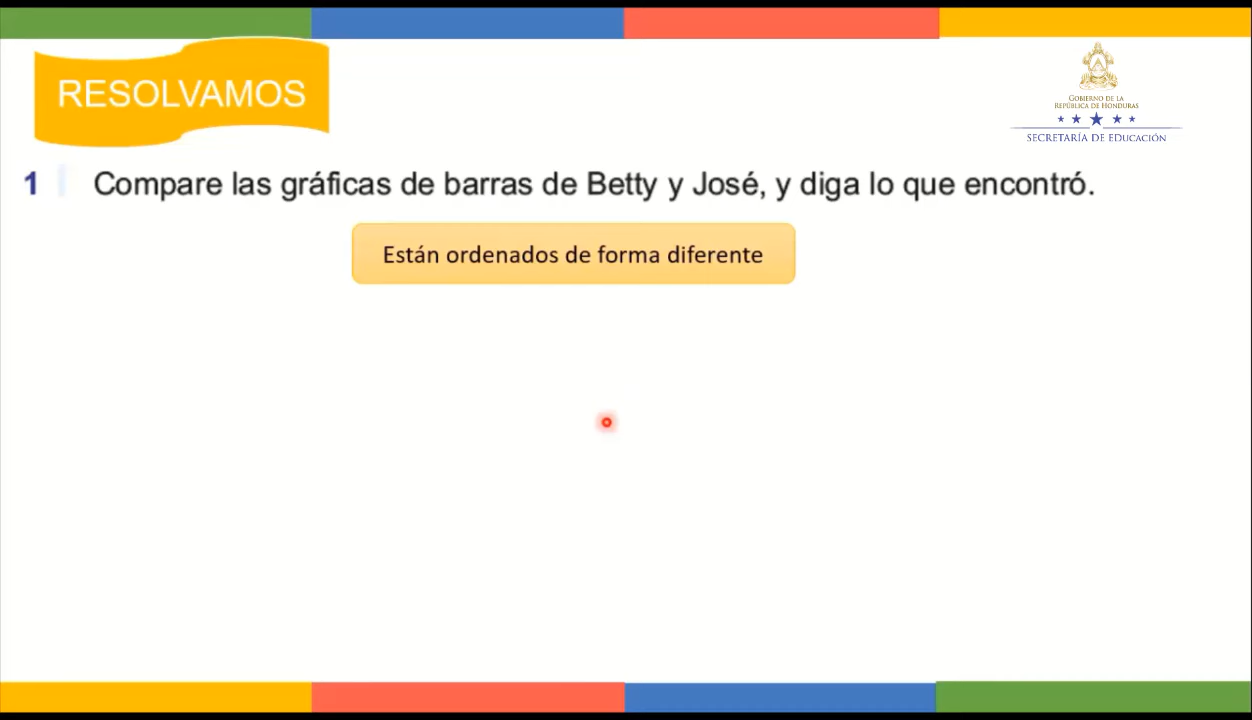 RESOLVAMOS
GOBIERNO DE LA
REPÚBLICA DE HONDURAS
SECRETARÍA DE EDUCACIÓN
1 Compare las gráficas de barras de Betty y José, y diga lo que encontró.
Están ordenados de forma diferente